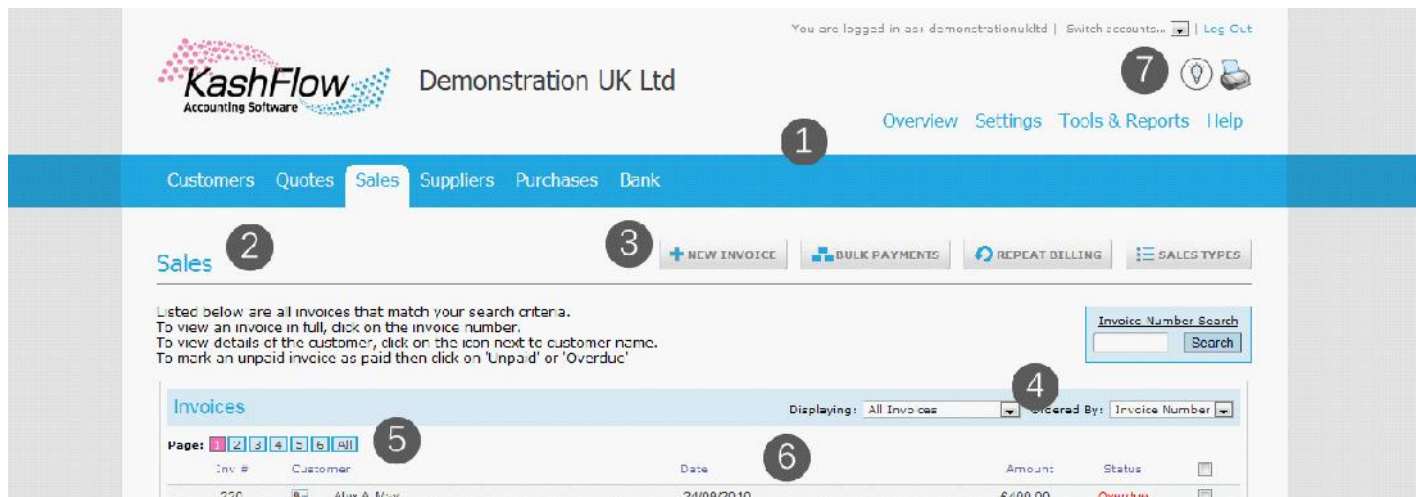 You are logged in as: demonstrationukltd | Switch accounts... | Log Out
KashFlow
Accounting Software
Demonstration UK Ltd
7
Overview Settings Tools & Reports Help
1
Customers Quotes Sales Suppliers Purchases Bank
Sales 2
3 NEW INVOICE BULK PAYMENTS REPEAT BILLING SALES TYPES
Listed below are all invoices that match your search criteria.
To view an invoice in full, click on the invoice number.
To view details of the customer, click on the icon next to customer name.
To mark an unpaid invoice as paid then click on 'Unpaid' or 'Overdue'
Invoice Number Search
Search
4
Invoices Displaying: All Invoices Ordered By: Invoice Number
Page: 1 2 3 4 5 6 All 5
6
Inv # Customer Date Amount Status
220 24/09/2010 Overdue